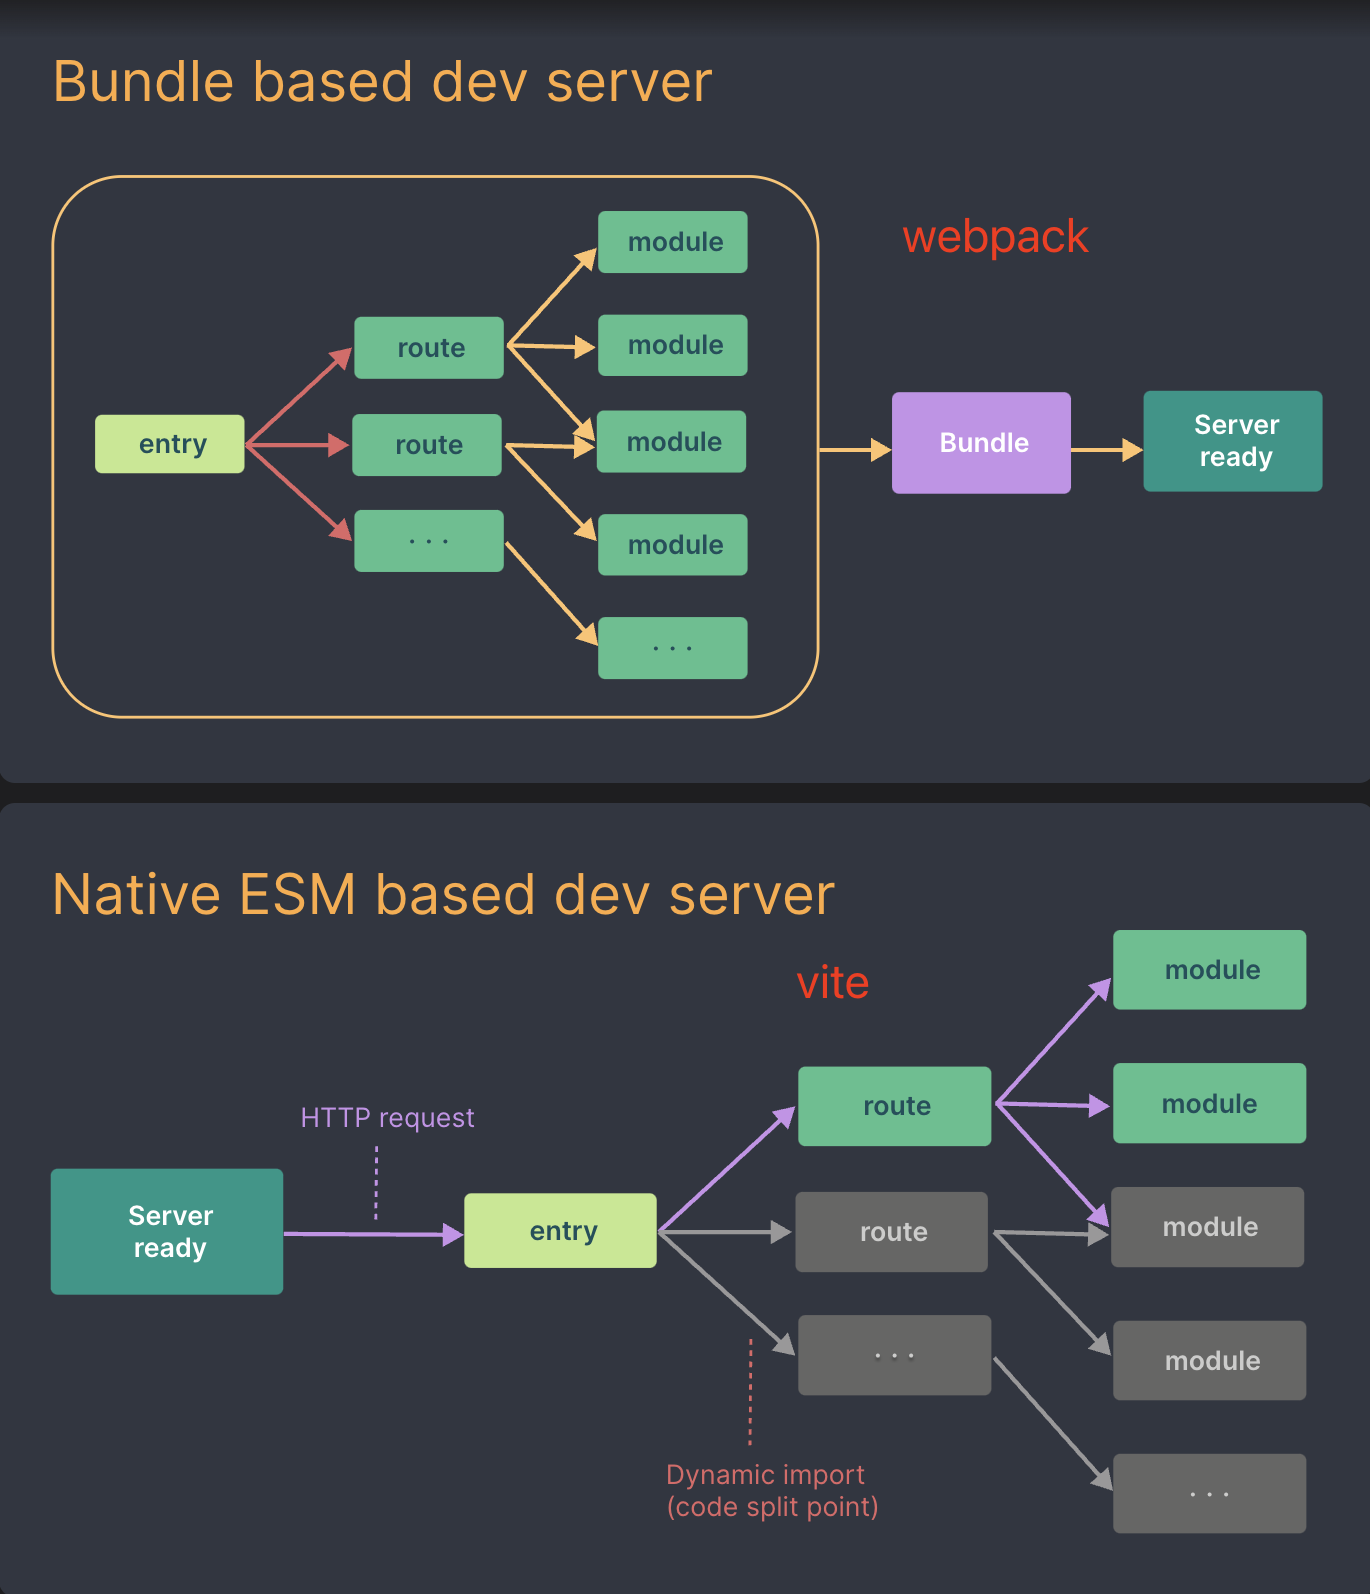 Bundle based dev server
webpack
module
module
module
module
· · ·
route
route
· · ·
entry
Bundle
Server
ready
Native ESM based dev server
vite
HTTP request
Server
ready
entry
route
route
· · ·
module
module
module
module
· · ·
Dynamic import
(code split point)